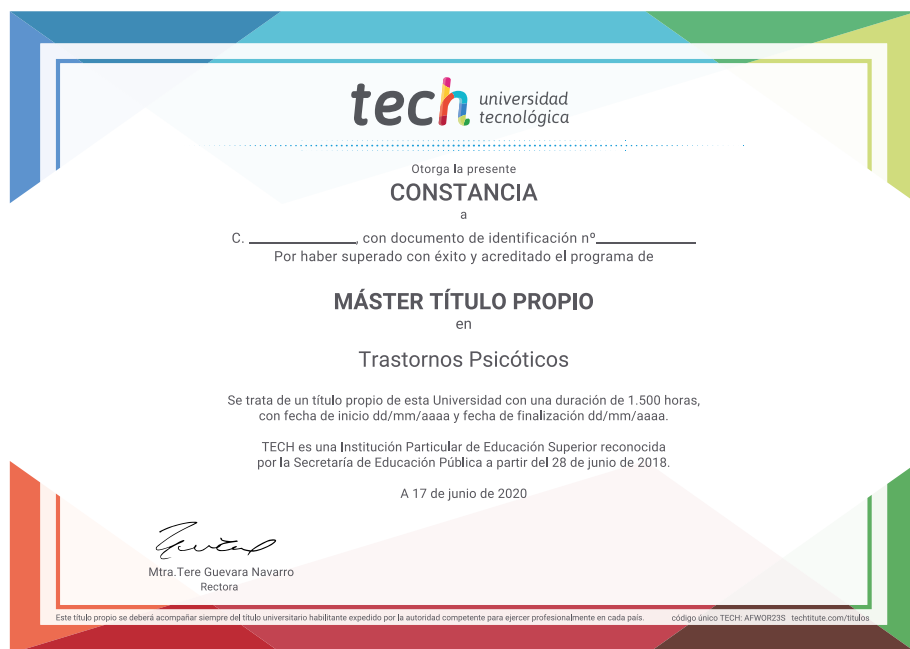 tech universidad
tecnológica
Otorga la presente
CONSTANCIA
a
C. ______________, con documento de identificación nº______________
Por haber superado con éxito y acreditado el programa de
MÁSTER TÍTULO PROPIO
en
Trastornos Psicóticos
Se trata de un título propio de esta Universidad con una duración de 1.500 horas,
con fecha de inicio dd/mm/aaaa y fecha de finalización dd/mm/aaaa.
TECH es una Institución Particular de Educación Superior reconocida
por la Secretaría de Educación Pública a partir del 28 de junio de 2018.
A 17 de junio de 2020
Mtra.Tere Guevara Navarro
Rectora
Este título propio se deberá acompañar siempre del título universitario habilitante expedido por la autoridad competente para ejercer profesionalmente en cada país. código único TECH: AFWOR23S techtitute.com/titulos